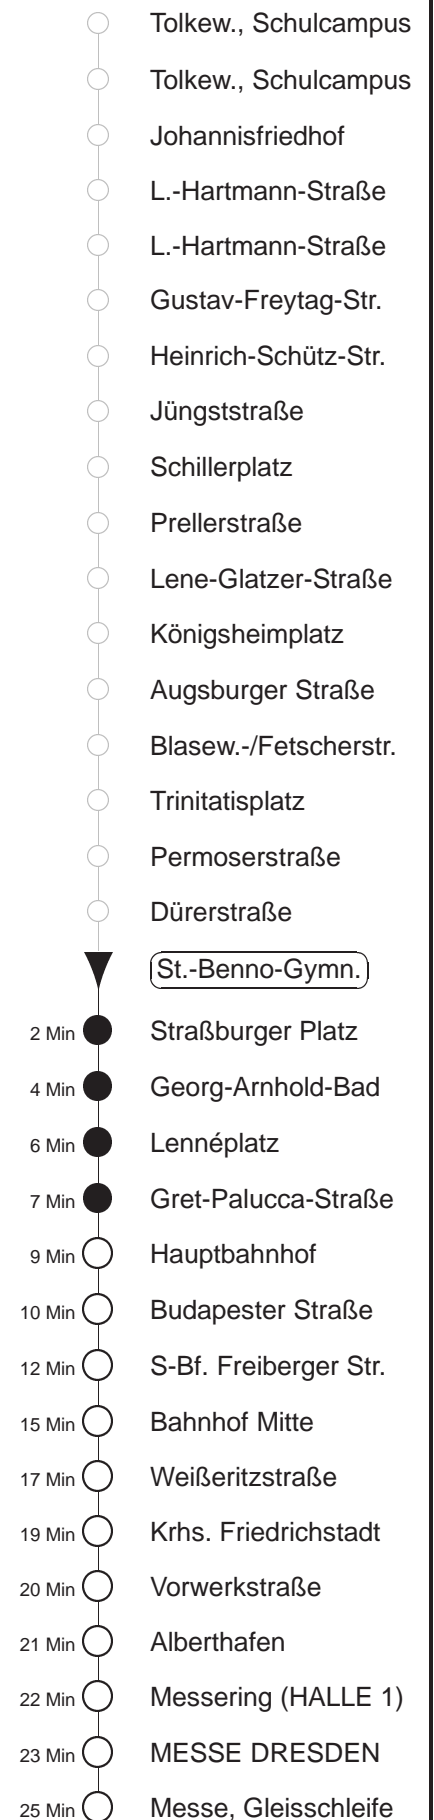 Tolkew., Schulcampus
Tolkew., Schulcampus
Johannisfriedhof
L.-Hartmann-Straße
L.-Hartmann-Straße
Gustav-Freytag-Str.
Heinrich-Schütz-Str.
Jüngststraße
Schillerplatz
Prellerstraße
Lene-Glatzer-Straße
Königsheimplatz
Augsburger Straße
Blasew.-/Fetscherstr.
Trinitatisplatz
Permoserstraße
Dürerstraße
St.-Benno-Gymn.
2 Min Straßburger Platz
4 Min Georg-Arnhold-Bad
6 Min Lennéplatz
7 Min Gret-Palucca-Straße
9 Min Hauptbahnhof
10 Min Budapester Straße
12 Min S-Bf. Freiberger Str.
15 Min Bahnhof Mitte
17 Min Weißeritzstraße
19 Min Krhs. Friedrichstadt
20 Min Vorwerkstraße
21 Min Alberthafen
22 Min Messering (HALLE 1)
23 Min MESSE DRESDEN
25 Min Messe, Gleisschleife